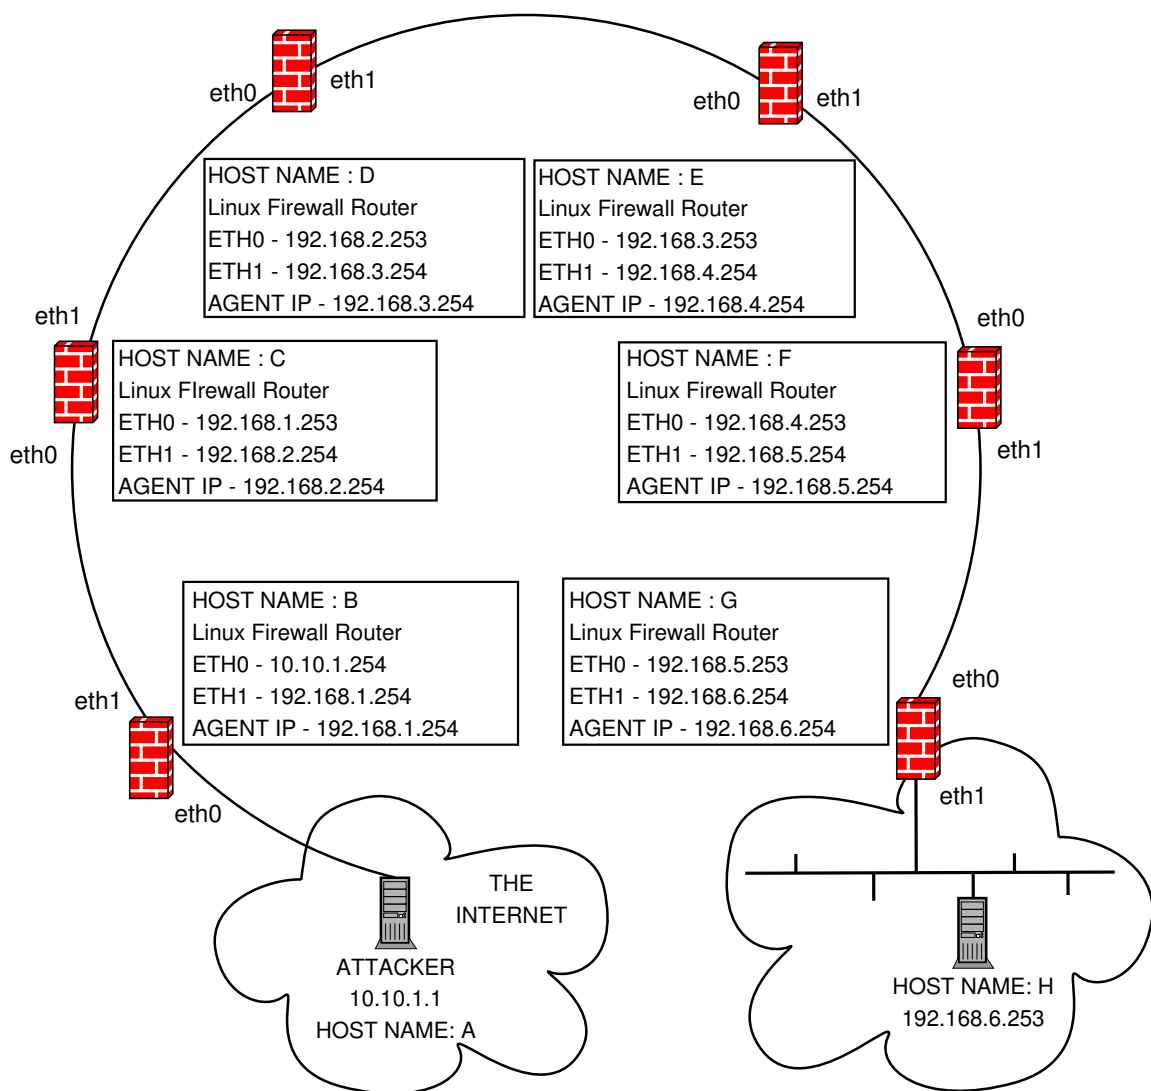 eth0
eth1
eth0
eth1
HOST NAME : D
Linux Firewall Router
ETH0 - 192.168.2.253
ETH1 - 192.168.3.254
AGENT IP - 192.168.3.254
HOST NAME : E
Linux Firewall Router
ETH0 - 192.168.3.253
ETH1 - 192.168.4.254
AGENT IP - 192.168.4.254
eth1
eth0
HOST NAME : C
Linux FIrewall Router
ETH0 - 192.168.1.253
ETH1 - 192.168.2.254
AGENT IP - 192.168.2.254
HOST NAME : F
Linux Firewall Router
ETH0 - 192.168.4.253
ETH1 - 192.168.5.254
AGENT IP - 192.168.5.254
eth0
eth1
HOST NAME : B
Linux Firewall Router
ETH0 - 10.10.1.254
ETH1 - 192.168.1.254
AGENT IP - 192.168.1.254
HOST NAME : G
Linux Firewall Router
ETH0 - 192.168.5.253
ETH1 - 192.168.6.254
AGENT IP - 192.168.6.254
eth1
eth0
eth0
eth1
THE
INTERNET
ATTACKER
10.10.1.1
HOST NAME: A
HOST NAME: H
192.168.6.253